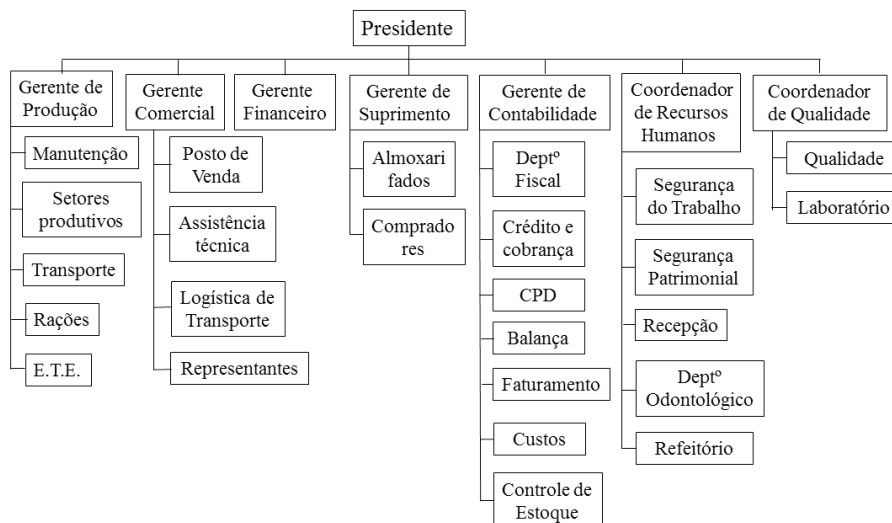 Presidente
Gerente de
Produção
Manutenção
Setores
produtivos
Transporte
Rações
E.T.E.
Gerente
Comercial
Posto de
Venda
Assistência
técnica
Logística de
Transporte
Representantes
Gerente
Financeiro
Gerente de
Suprimento
Almoxari
fados
Comprado
res
Gerente de
Contabilidade
Deptº
Fiscal
Crédito e
cobrança
CPD
Balança
Faturamento
Custos
Controle de
Estoque
Coordenador
de Recursos
Humanos
Segurança
do Trabalho
Segurança
Patrimonial
Recepção
Deptº
Odontológico
Refeitório
Coordenador
de Qualidade
Qualidade
Laboratório